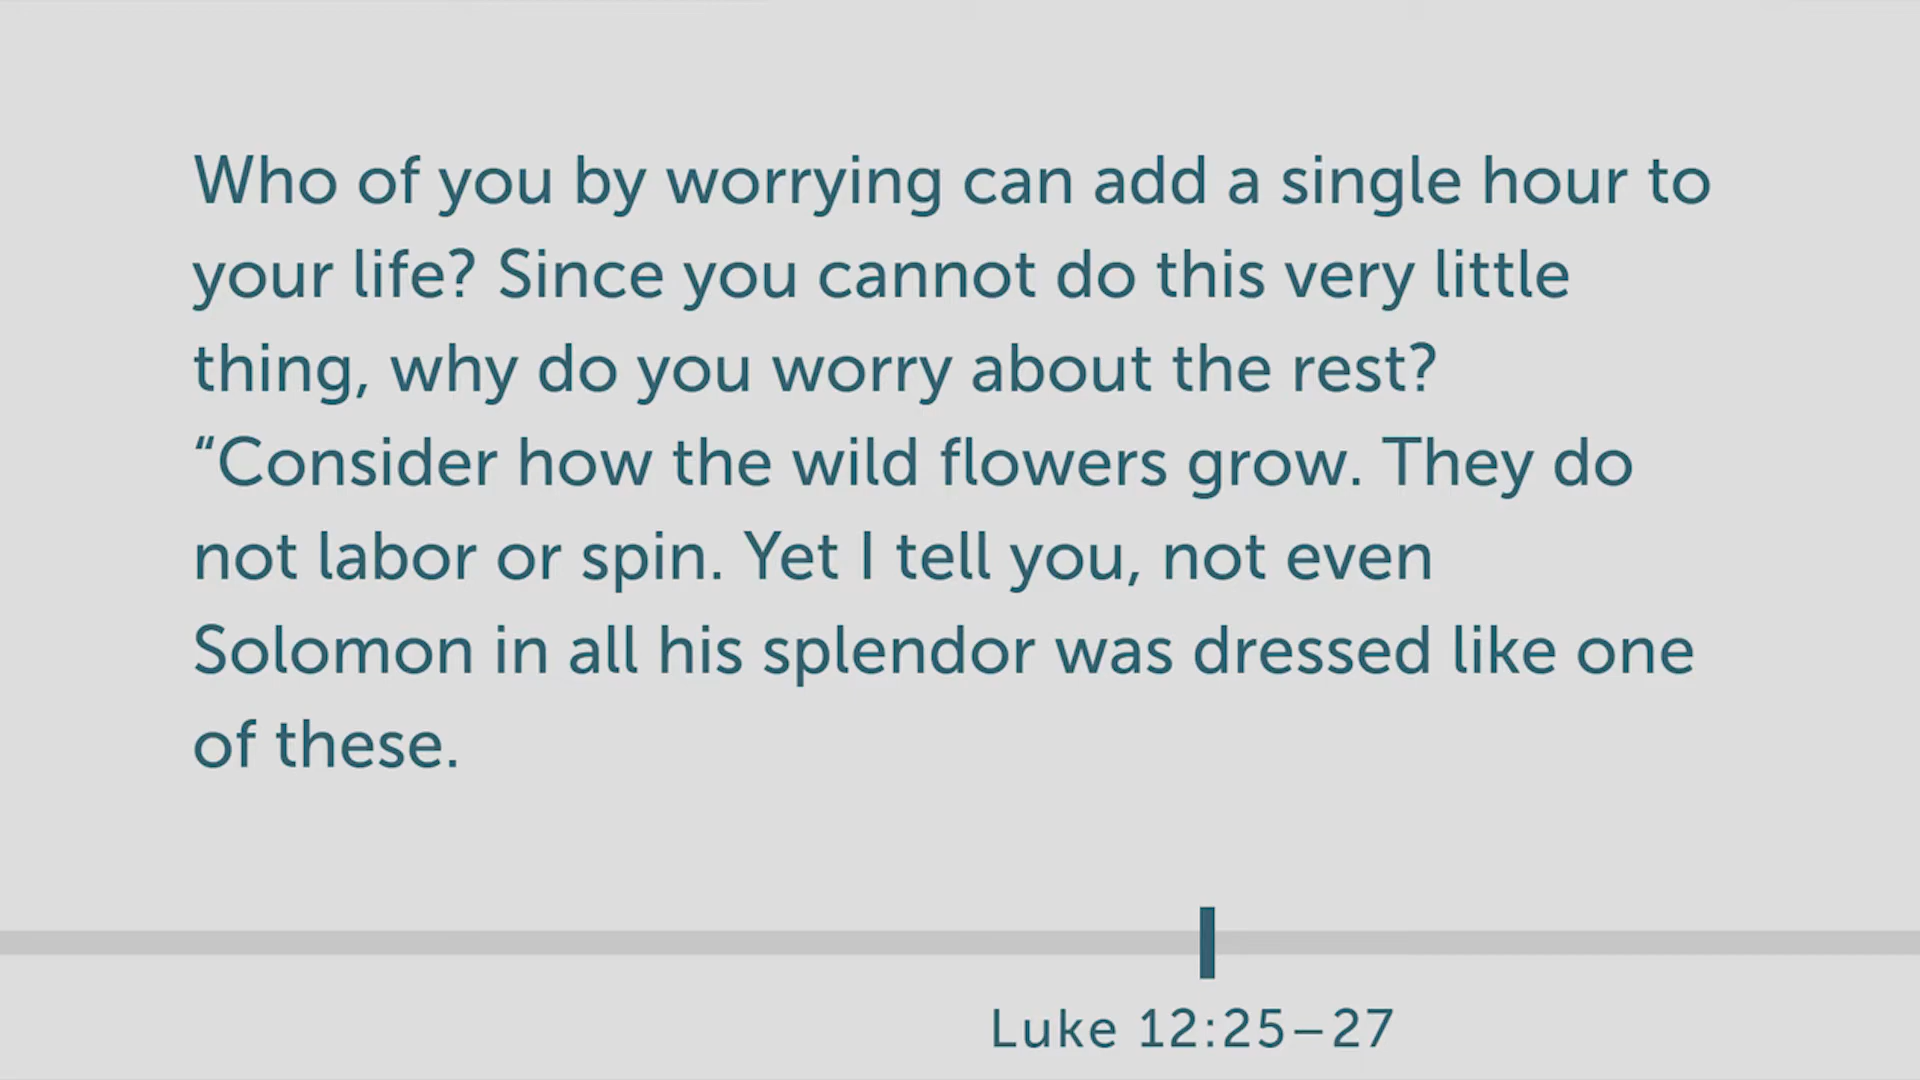 Who of you by worrying can add a single hour to
your life? Since you cannot do this very little
thing, why do you worry about the rest?
“Consider how the wild flowers grow. They do
not labor or spin. Yet I tell you, not even
Solomon in all his splendor was dressed like one
of these.
Luke 12:25–27